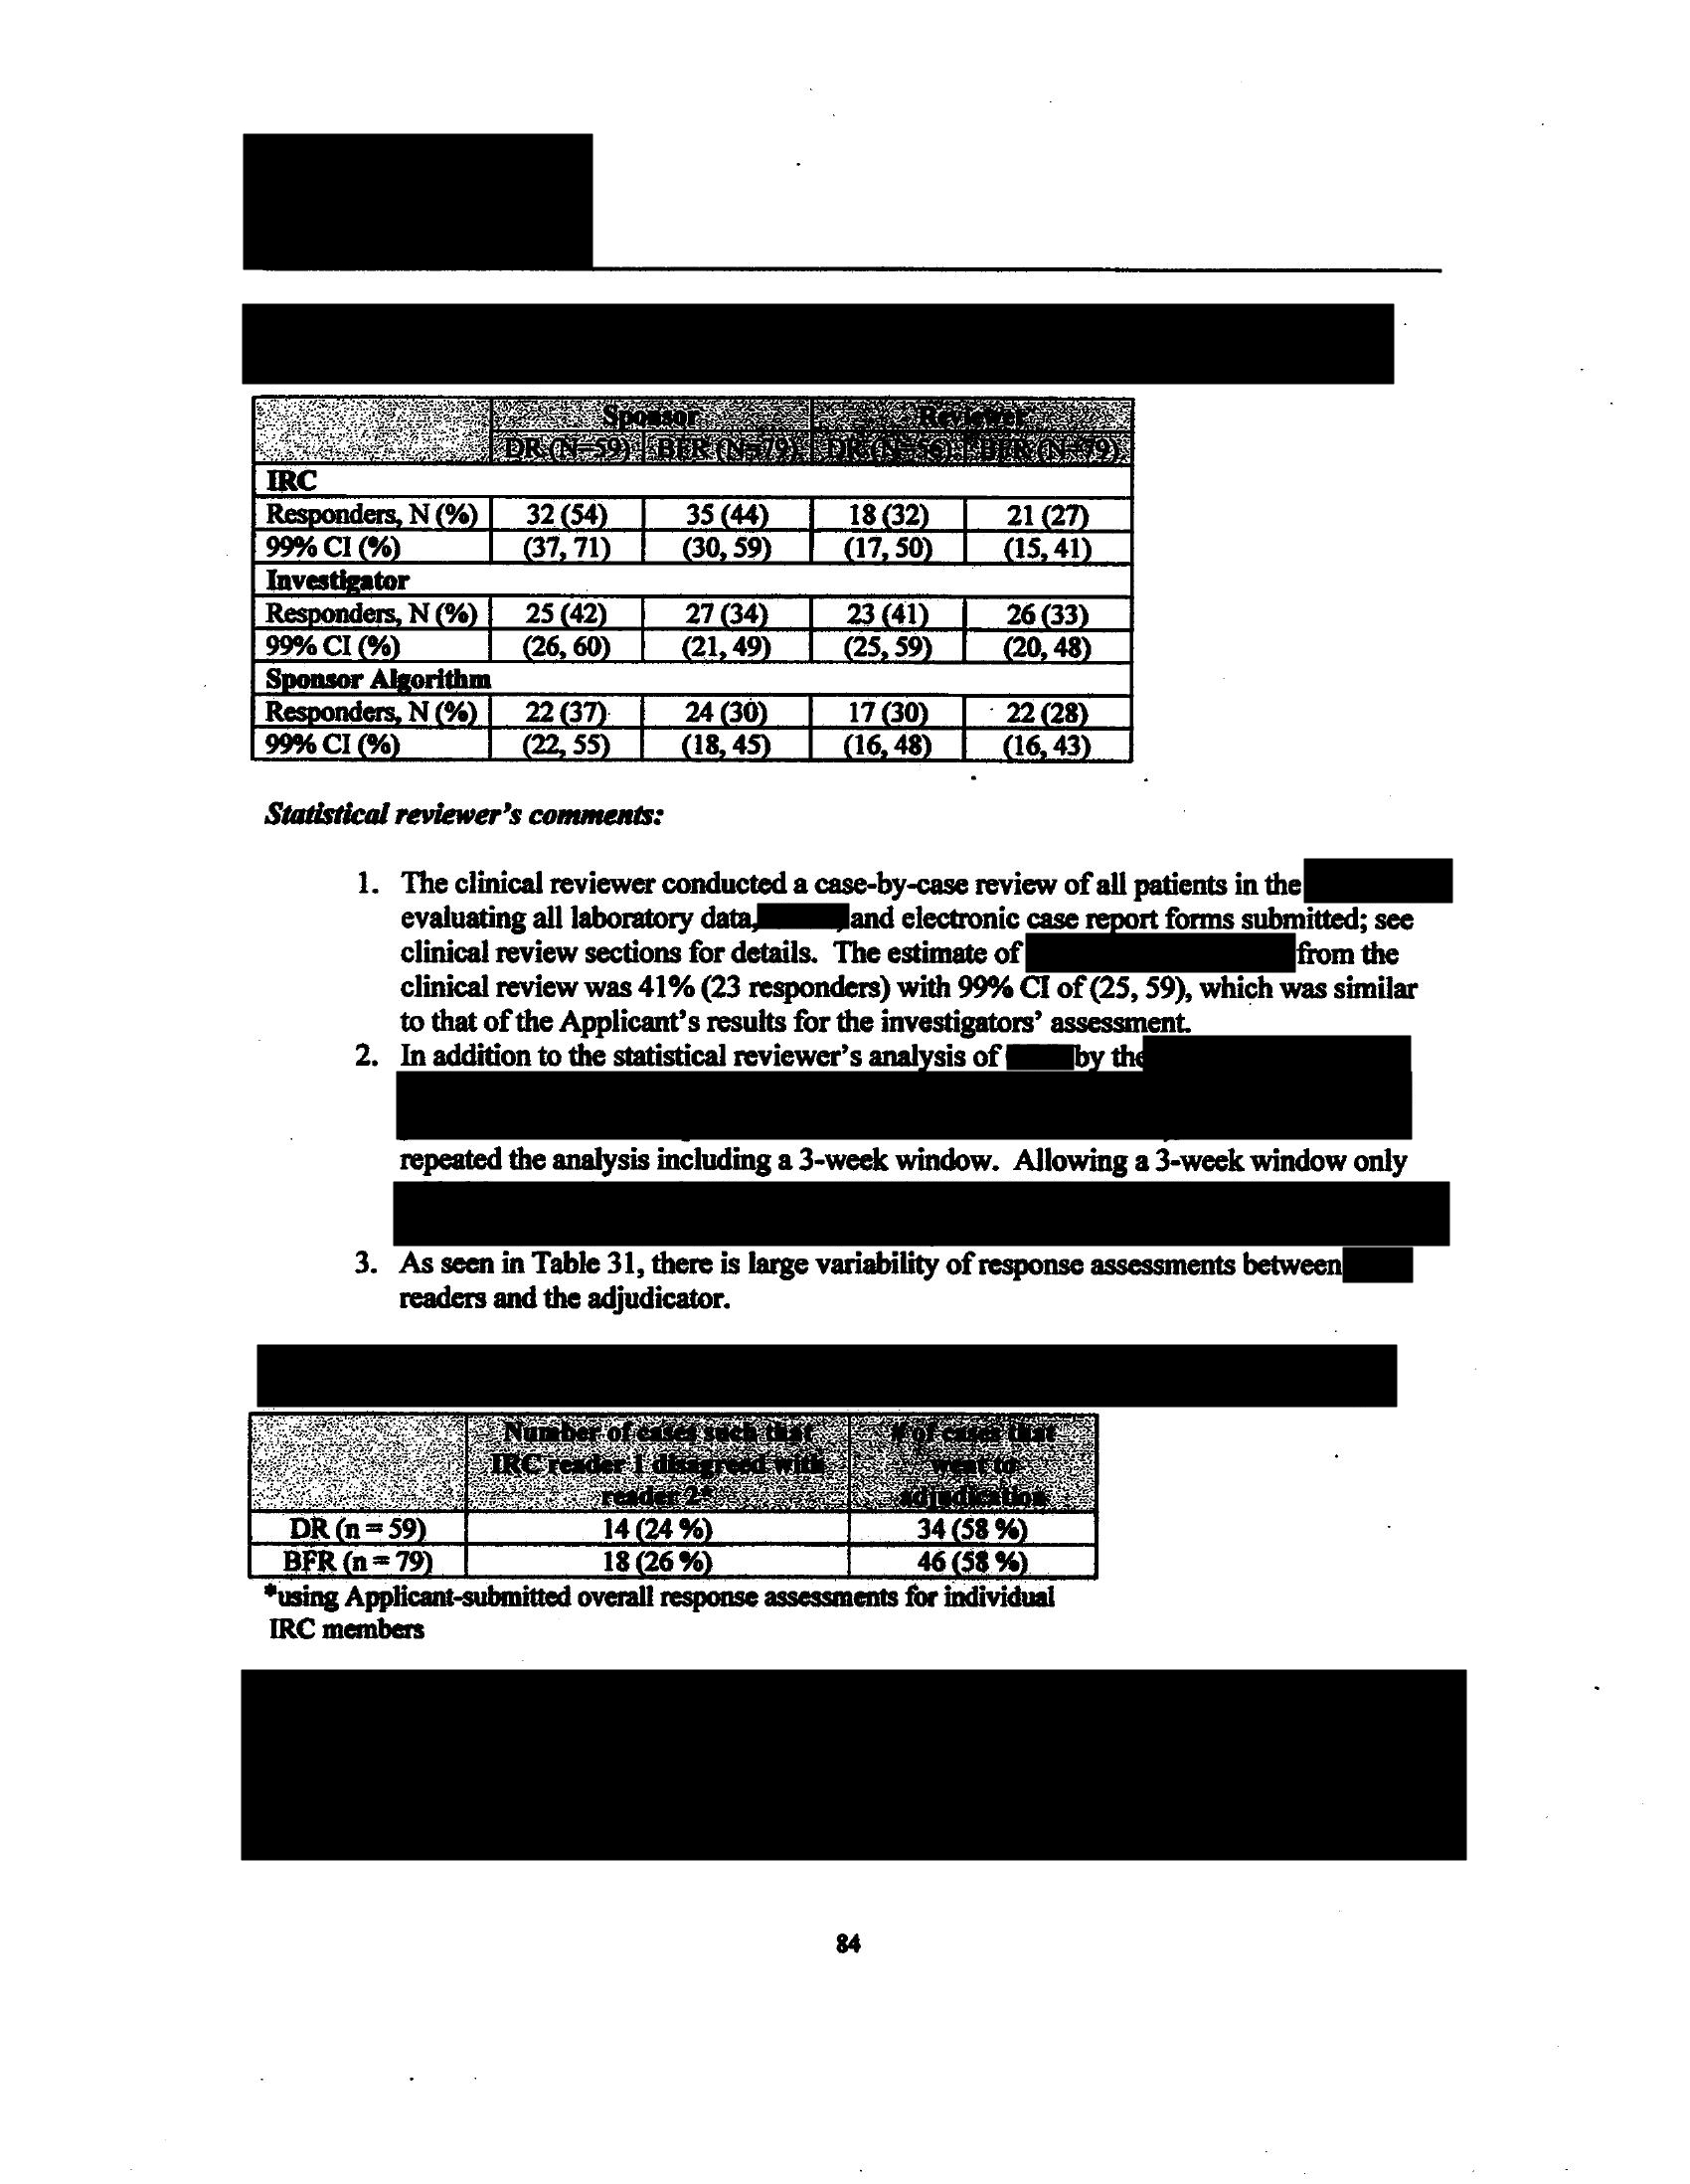 Sponsor Reviewer
DR (N=59) BFR (N=79) DR (N=56) BFR (N=79)
IRC
Responders, N (%) 32 (54) 35 (44) 18 (32) 21 (27)
99% CI (%) (37, 71) (30, 59) (17, 50) (15, 41)
Investigator
Responders, N (%) 25 (42) 27 (34) 23 (41) 26 (33)
99% CI (%) (26, 60) (21, 49) (25, 59) (20, 48)
Sponsor Algorithm
Responders, N (%) 22 (37) 24 (30) 17 (30) 22 (28)
99% CI (%) (22, 55) (18, 45) (16, 48) (16, 43)
Statistical reviewer's comments:
1. The clinical reviewer conducted a case-by-case review of all patients in the
evaluating all laboratory data, and electronic case report forms submitted; see
clinical review sections for details. The estimate of from the
clinical review was 41% (23 responders) with 99% CI of (25, 59), which was similar
to that of the Applicant's results for the investigators' assessment.
2. In addition to the statistical reviewer's analysis of by the
repeated the analysis including a 3-week window. Allowing a 3-week window only
3. As seen in Table 31, there is large variability of response assessments between
readers and the adjudicator.
Number of cases such that # of cases that
IRC reader 1 disagreed with went to
reader 2* adjudication
DR (n = 59) 14 (24 %) 34 (58 %)
BFR (n = 79) 18 (26 %) 46 (58 %)
*using Applicant-submitted overall response assessments for individual
IRC members
84